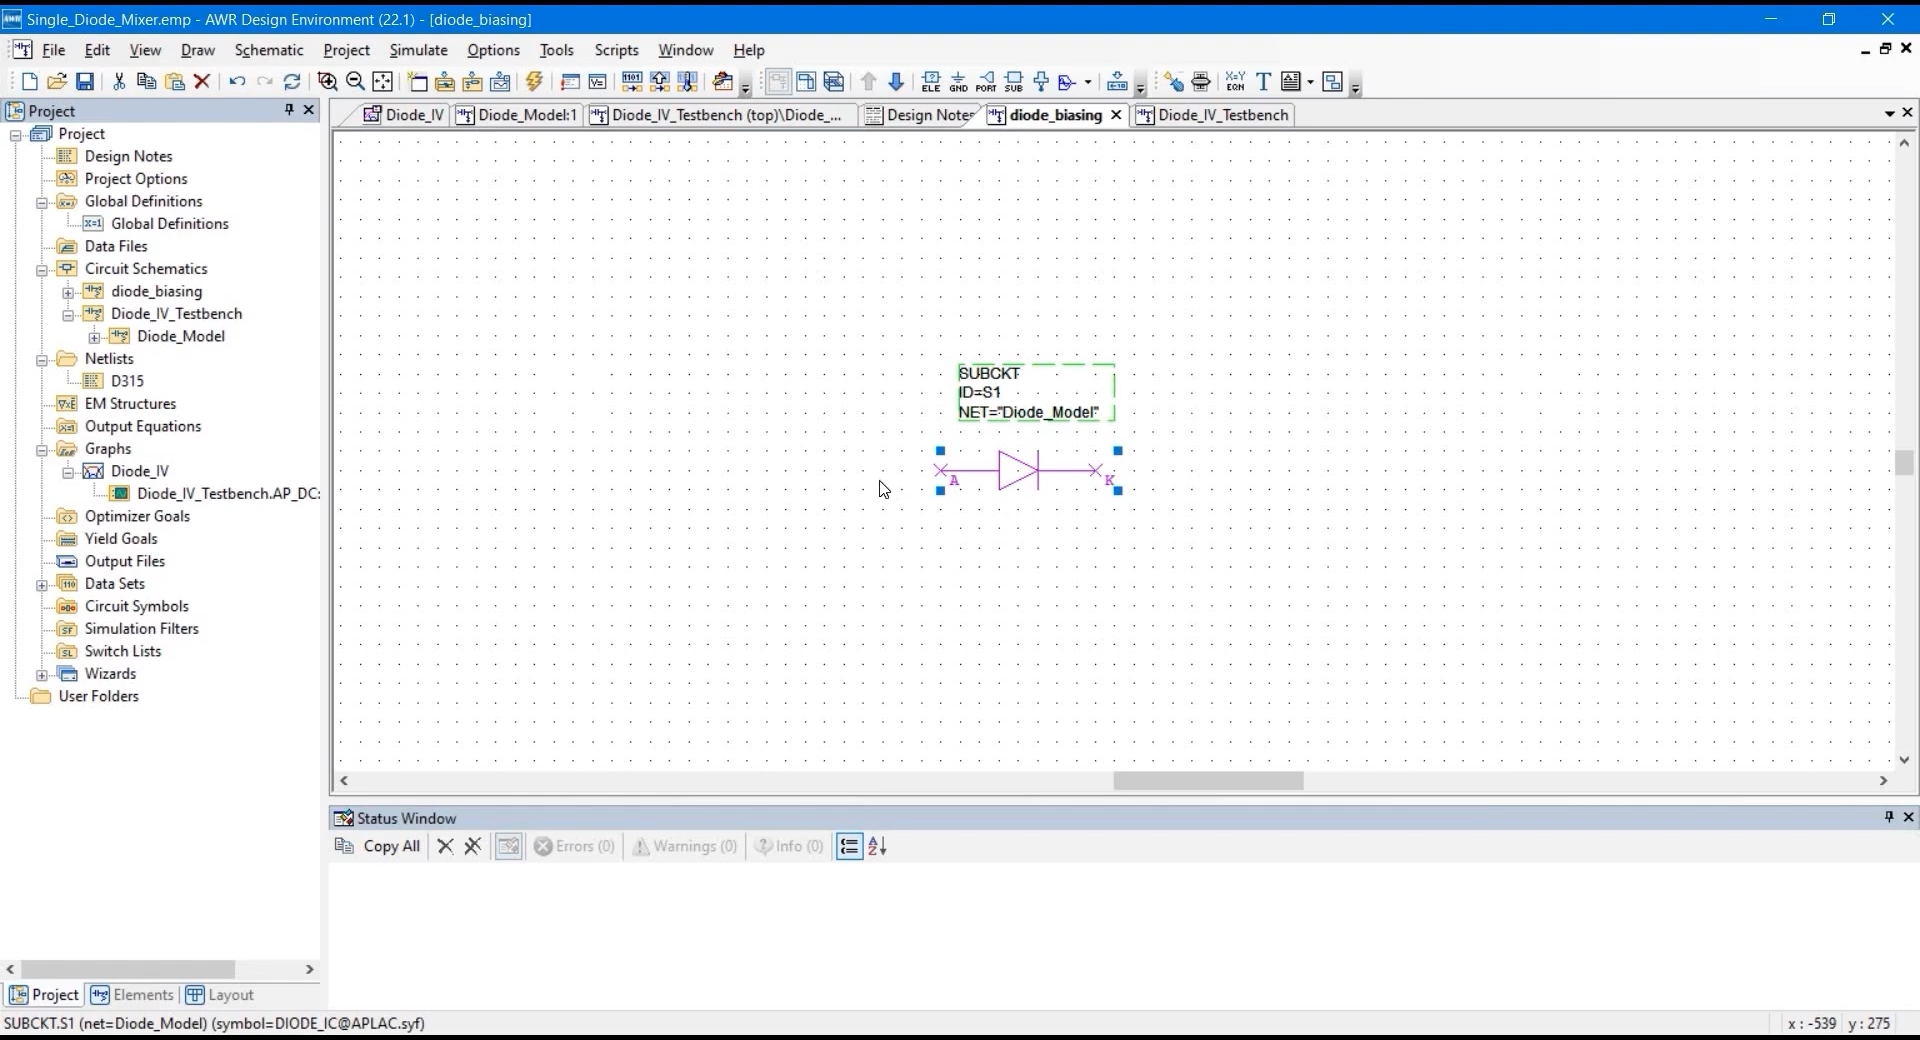 Single_Diode_Mixer.emp - AWR Design Environment (22.1) - [diode_biasing]
File Edit View Draw Schematic Project Simulate Options Tools Scripts Window Help
ELE GND PORT SUB X=Y EQN
Project
Diode_IV Diode_Model:1 Diode_IV_Testbench (top)\Diode_... Design Notes diode_biasing Diode_IV_Testbench
Project
Design Notes
Project Options
Global Definitions
Global Definitions
Data Files
Circuit Schematics
diode_biasing
Diode_IV_Testbench
Diode_Model
Netlists
D315
EM Structures
Output Equations
Graphs
Diode_IV
Diode_IV_Testbench.AP_DC:
Optimizer Goals
Yield Goals
Output Files
Data Sets
Circuit Symbols
Simulation Filters
Switch Lists
Wizards
User Folders
SUBCKT
ID=S1
NET="Diode_Model"
A K
Status Window
Copy All Errors (0) Warnings (0) Info (0)
Project Elements Layout
SUBCKT.S1 (net=Diode_Model) (symbol=DIODE_IC@APLAC.syf) x : -539 y : 275